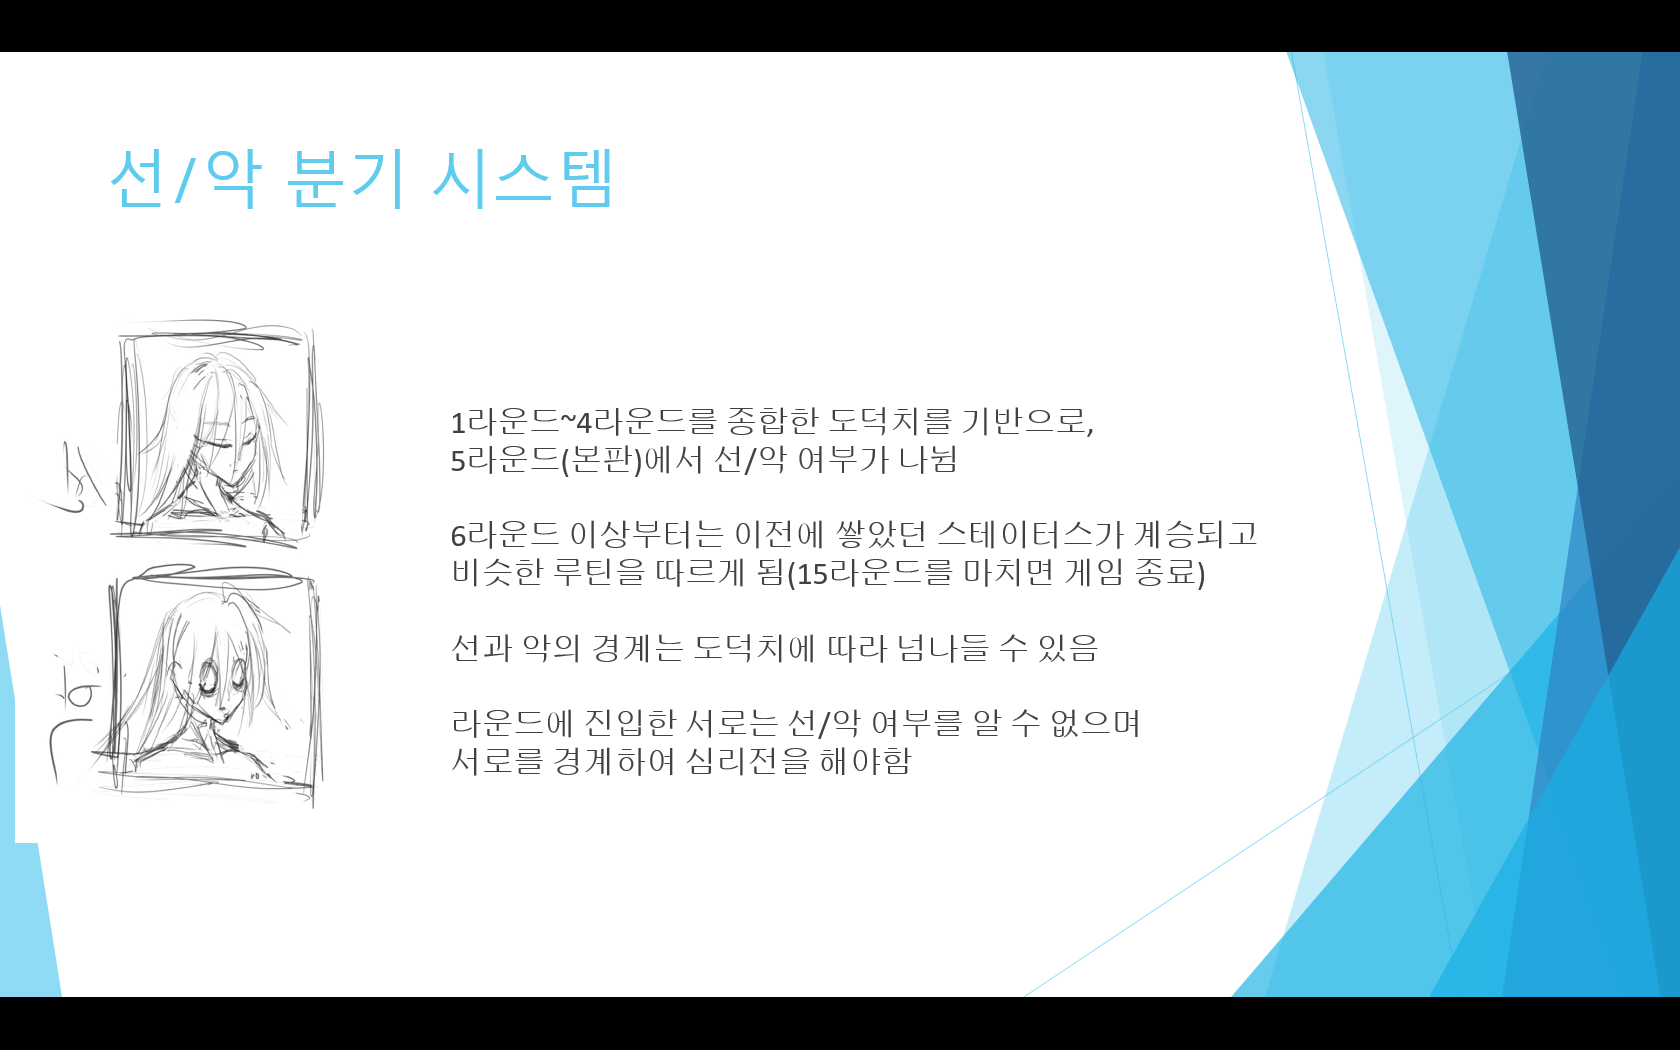 선/악 분기 시스템
1라운드~4라운드를 종합한 도덕치를 기반으로,
5라운드(본판)에서 선/악 여부가 나뉨
6라운드 이상부터는 이전에 쌓았던 스테이터스가 계승되고
비슷한 루틴을 따르게 됨(15라운드를 마치면 게임 종료)
선과 악의 경계는 도덕치에 따라 넘나들 수 있음
라운드에 진입한 서로는 선/악 여부를 알 수 없으며
서로를 경계하여 심리전을 해야함